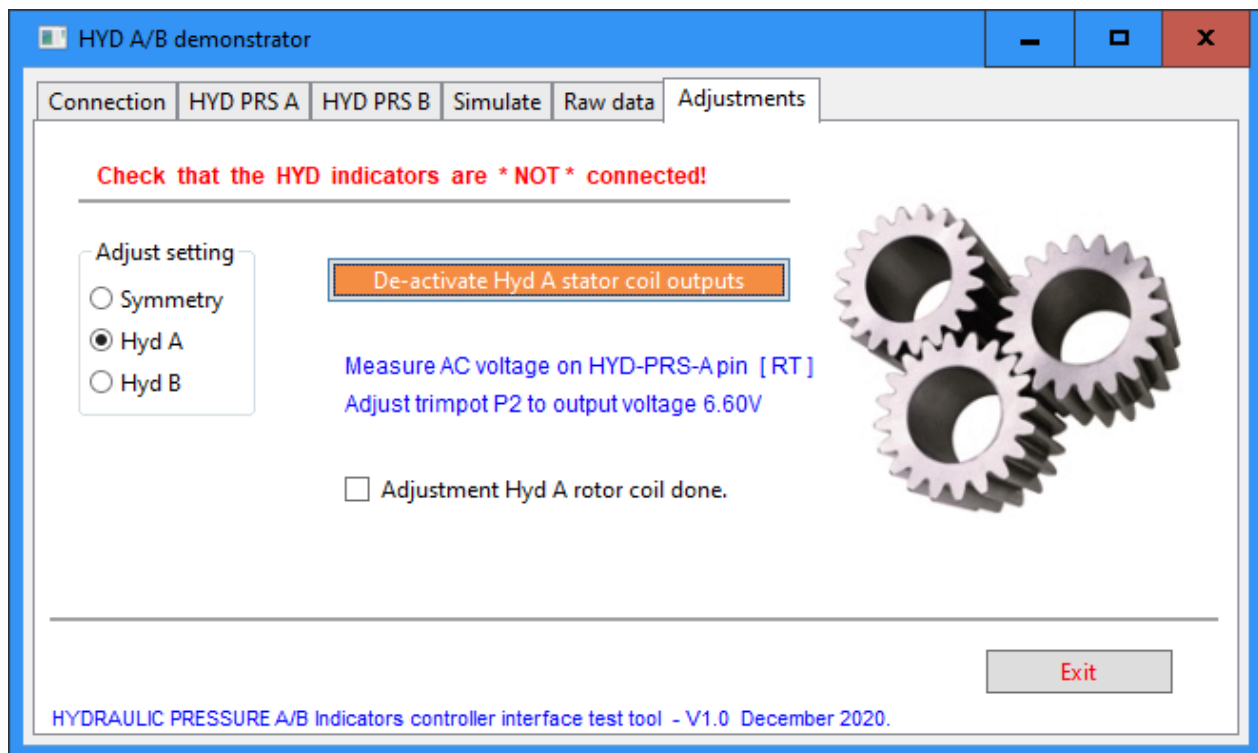 HYD A/B demonstrator
Connection HYD PRS A HYD PRS B Simulate Raw data Adjustments
Check that the HYD indicators are * NOT * connected!
Adjust setting
Symmetry
Hyd A
Hyd B
De-activate Hyd A stator coil outputs
Measure AC voltage on HYD-PRS-A pin [ RT ]
Adjust trimpot P2 to output voltage 6.60V
Adjustment Hyd A rotor coil done.
Exit
HYDRAULIC PRESSURE A/B Indicators controller interface test tool - V1.0 December 2020.